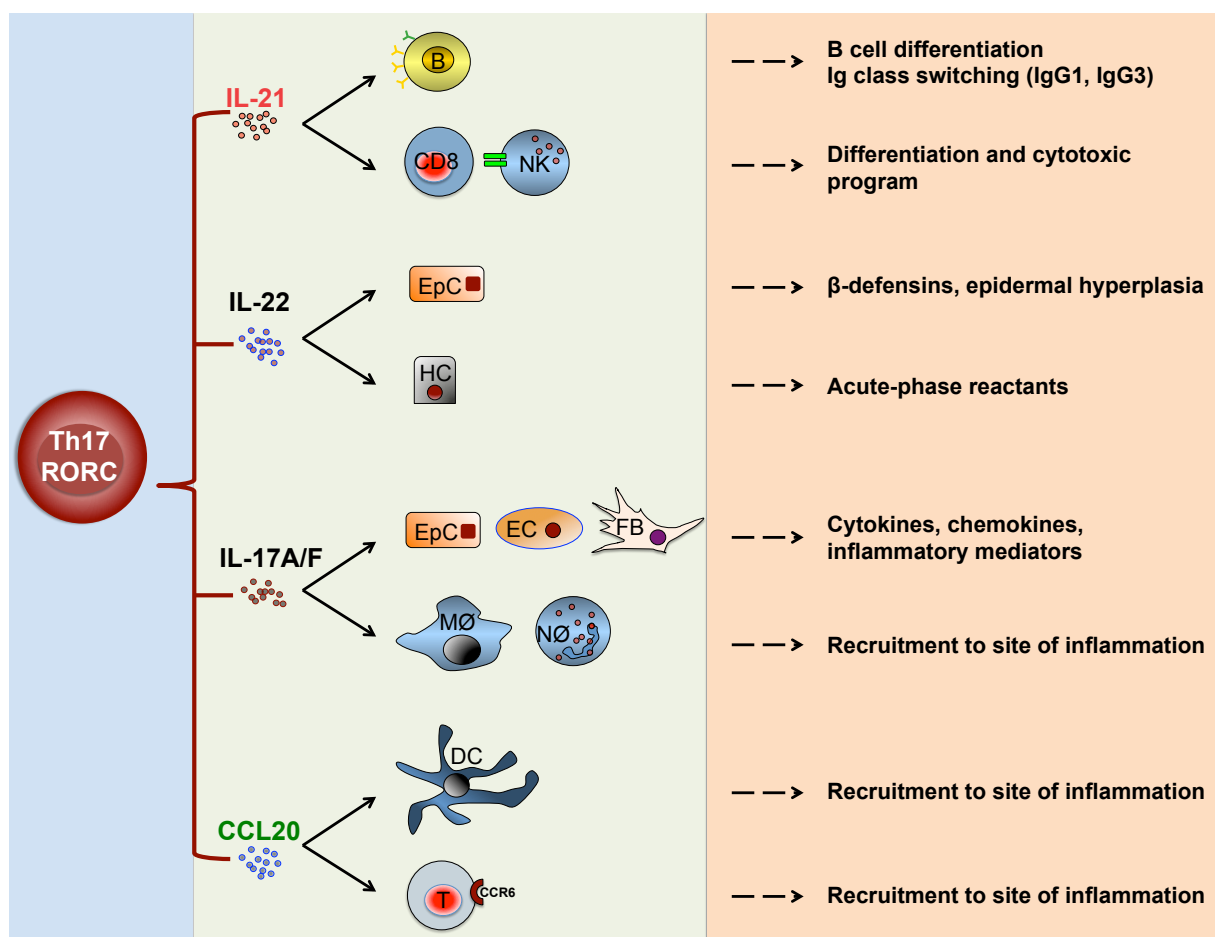 IL-21
B
B cell differentiation
Ig class switching (IgG1, IgG3)
CD8
NK
Differentiation and cytotoxic
program
IL-22
EpC
β-defensins, epidermal hyperplasia
HC
Acute-phase reactants
Th17
RORC
IL-17A/F
EpC
EC
FB
Cytokines, chemokines,
inflammatory mediators
MØ
NØ
Recruitment to site of inflammation
CCL20
DC
Recruitment to site of inflammation
T
CCR6
Recruitment to site of inflammation